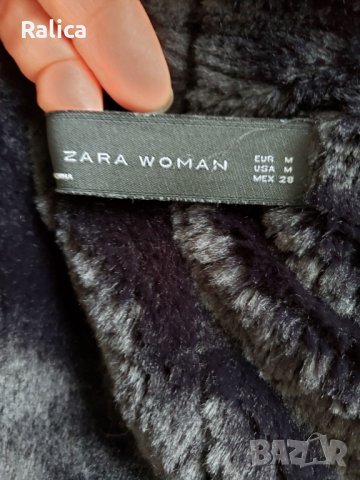 Ralica
ZARA WOMAN
EUR M
USA M
MEX 28
BAZAR